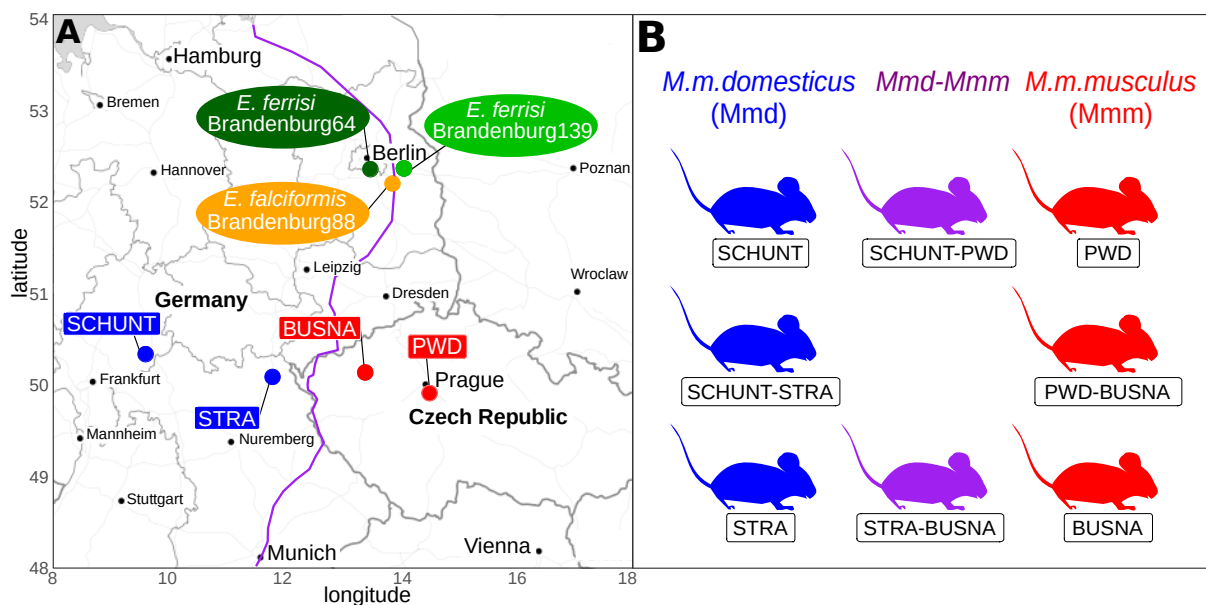 A
54
53
52
51
50
49
48
latitude
Hamburg
Bremen
E. ferrisi
Brandenburg64
E. ferrisi
Brandenburg139
Berlin
Hannover
Poznan
E. falciformis
Brandenburg88
Leipzig
Wroclaw
Dresden
Germany
SCHUNT
BUSNA
PWD
Frankfurt
Prague
STRA
Czech Republic
Mannheim
Nuremberg
Stuttgart
Munich
Vienna
8 10 12 14 16 18
longitude
B
M.m.domesticus
(Mmd)
Mmd-Mmm
M.m.musculus
(Mmm)
SCHUNT
SCHUNT-PWD
PWD
SCHUNT-STRA
PWD-BUSNA
STRA
STRA-BUSNA
BUSNA